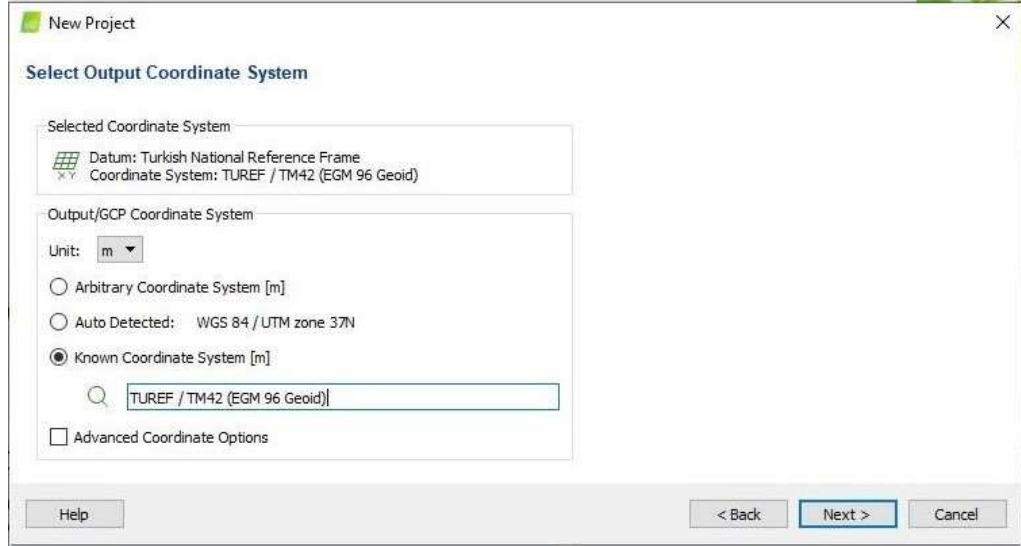 New Project
Select Output Coordinate System
Selected Coordinate System
Datum: Turkish National Reference Frame
X Y Coordinate System: TUREF / TM42 (EGM 96 Geoid)
Output/GCP Coordinate System
Unit: m
Arbitrary Coordinate System [m]
Auto Detected: WGS 84 / UTM zone 37N
Known Coordinate System [m]
TUREF / TM42 (EGM 96 Geoid)
Advanced Coordinate Options
Help < Back Next > Cancel